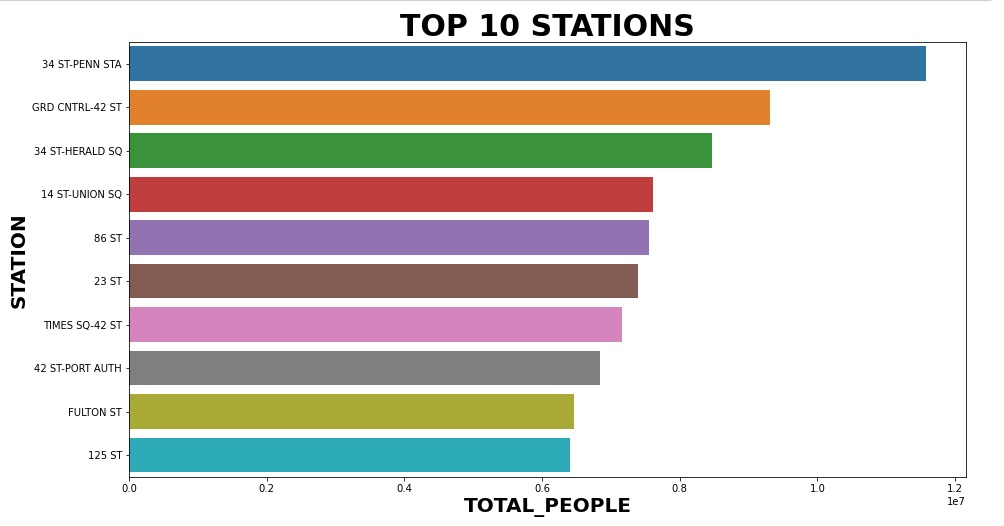 TOP 10 STATIONS
STATION
34 ST-PENN STA
GRD CNTRL-42 ST
34 ST-HERALD SQ
14 ST-UNION SQ
86 ST
23 ST
TIMES SQ-42 ST
42 ST-PORT AUTH
FULTON ST
125 ST
0.0 0.2 0.4 0.6 0.8 1.0 1.2
1e7
TOTAL_PEOPLE